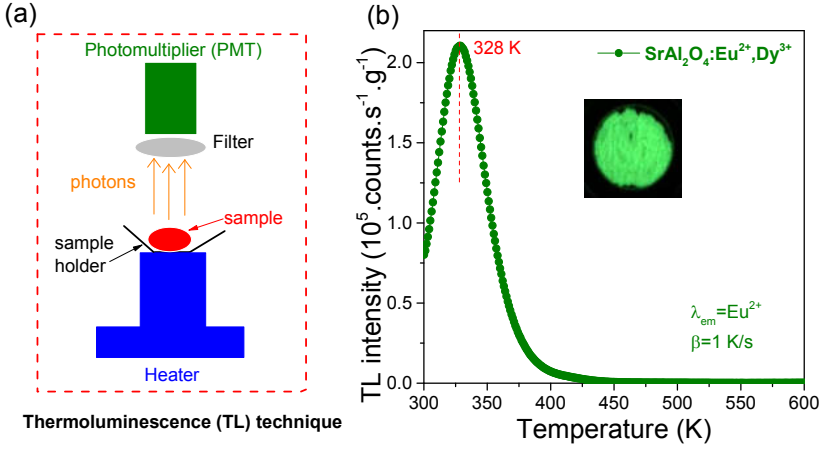 (a)
Photomultiplier (PMT)
Filter
photons
sample
sample
holder
Heater
Thermoluminescence (TL) technique
(b)
328 K
SrAl₂O₄:Eu²⁺,Dy³⁺
TL intensity (10⁵.counts.s⁻¹.g⁻¹)
2.0
1.5
1.0
0.5
0.0
λₑₘ=Eu²⁺
β=1 K/s
300 350 400 450 500 550 600
Temperature (K)